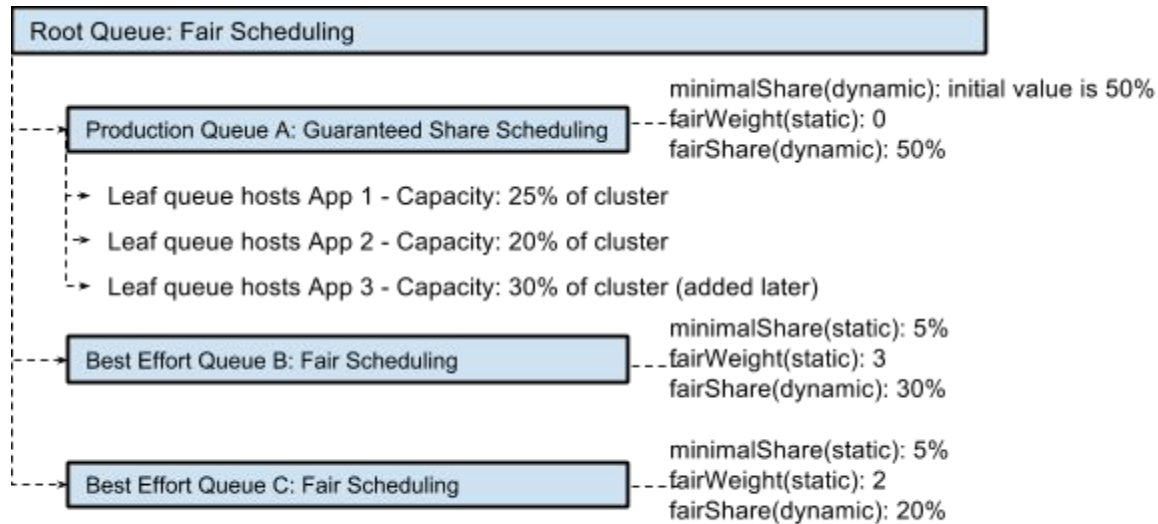 Root Queue: Fair Scheduling
Production Queue A: Guaranteed Share Scheduling
minimalShare(dynamic): initial value is 50%
fairWeight(static): 0
fairShare(dynamic): 50%
Leaf queue hosts App 1 - Capacity: 25% of cluster
Leaf queue hosts App 2 - Capacity: 20% of cluster
Leaf queue hosts App 3 - Capacity: 30% of cluster (added later)
Best Effort Queue B: Fair Scheduling
minimalShare(static): 5%
fairWeight(static): 3
fairShare(dynamic): 30%
Best Effort Queue C: Fair Scheduling
minimalShare(static): 5%
fairWeight(static): 2
fairShare(dynamic): 20%